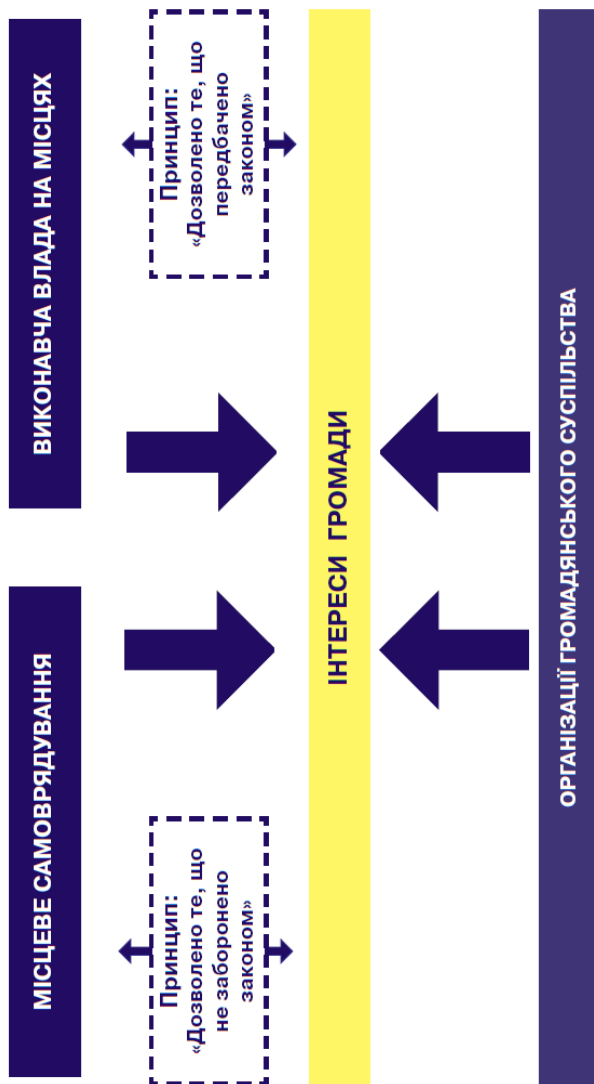 МІСЦЕВЕ САМОВРЯДУВАННЯ
ВИКОНАВЧА ВЛАДА НА МІСЦЯХ
Принцип:
«Дозволено те, що
не заборонено
законом»
Принцип:
«Дозволено те, що
передбачено
законом»
ІНТЕРЕСИ ГРОМАДИ
ОРГАНІЗАЦІЇ ГРОМАДЯНСЬКОГО СУСПІЛЬСТВА